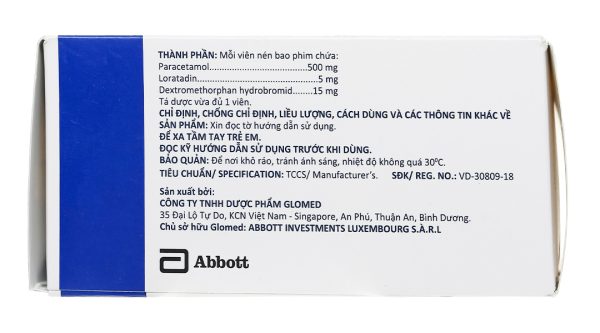 THÀNH PHẦN: Mỗi viên nén bao phim chứa:
Paracetamol....................................500 mg
Loratadin..........................................5 mg
Dextromethorphan hydrobromid........15 mg
Tá dược vừa đủ 1 viên.
CHỈ ĐỊNH, CHỐNG CHỈ ĐỊNH, LIỀU LƯỢNG, CÁCH DÙNG VÀ CÁC THÔNG TIN KHÁC VỀ
SẢN PHẨM: Xin đọc tờ hướng dẫn sử dụng.
ĐỂ XA TẦM TAY TRẺ EM.
ĐỌC KỸ HƯỚNG DẪN SỬ DỤNG TRƯỚC KHI DÙNG.
BẢO QUẢN: Để nơi khô ráo, tránh ánh sáng, nhiệt độ không quá 30ºC.
TIÊU CHUẨN/ SPECIFICATION: TCCS/ Manufacturer's. SĐK/ REG. NO.: VD-30809-18
Sản xuất bởi:
CÔNG TY TNHH DƯỢC PHẨM GLOMED
35 Đại Lộ Tự Do, KCN Việt Nam - Singapore, An Phú, Thuận An, Bình Dương.
Chủ sở hữu Glomed: ABBOTT INVESTMENTS LUXEMBOURG S.À.R.L
Abbott